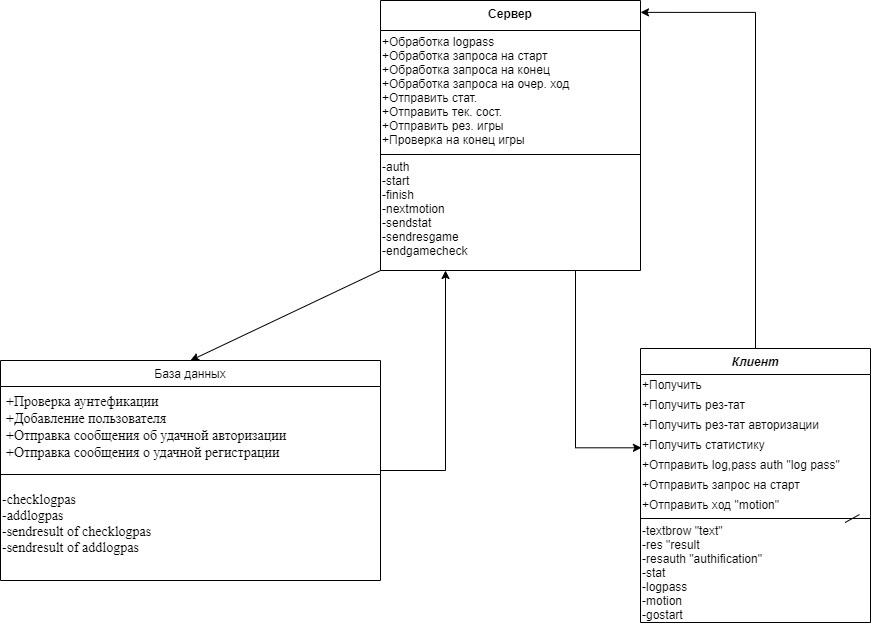 Сервер
+Обработка logpass
+Обработка запроса на старт
+Обработка запроса на конец
+Обработка запроса на очер. ход
+Отправить стат.
+Отправить тек. сост.
+Отправить рез. игры
+Проверка на конец игры
-auth
-start
-finish
-nextmotion
-sendstat
-sendresgame
-endgamecheck
База данных
+Проверка аунтефикации
+Добавление пользователя
+Отправка сообщения об удачной авторизации
+Отправка сообщения о удачной регистрации
-checklogpas
-addlogpas
-sendresult of checklogpas
-sendresult of addlogpas
Клиент
+Получить
+Получить рез-тат
+Получить рез-тат авторизации
+Получить статистику
+Отправить log,pass auth "log pass"
+Отправить запрос на старт
+Отправить ход "motion"
-textbrow "text"
-res "result
-resauth "authification"
-stat
-logpass
-motion
-gostart